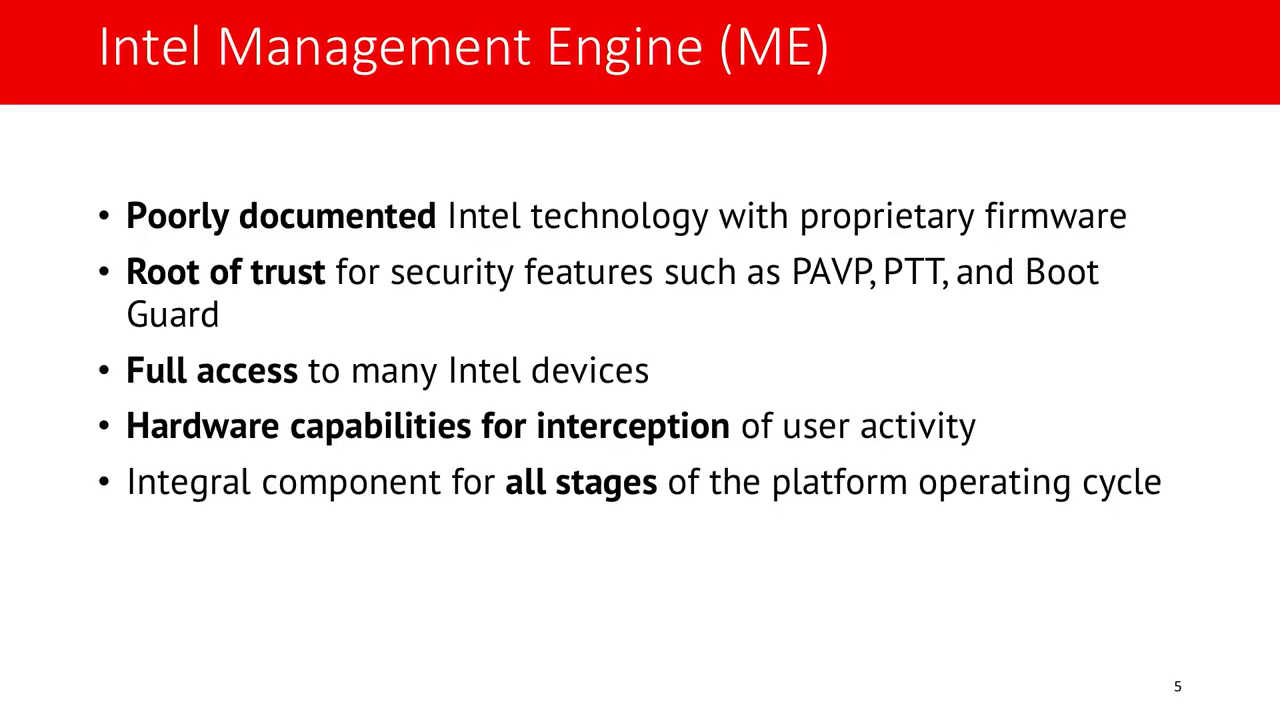 Intel Management Engine (ME)
• Poorly documented Intel technology with proprietary firmware
• Root of trust for security features such as PAVP, PTT, and Boot
Guard
• Full access to many Intel devices
• Hardware capabilities for interception of user activity
• Integral component for all stages of the platform operating cycle
5